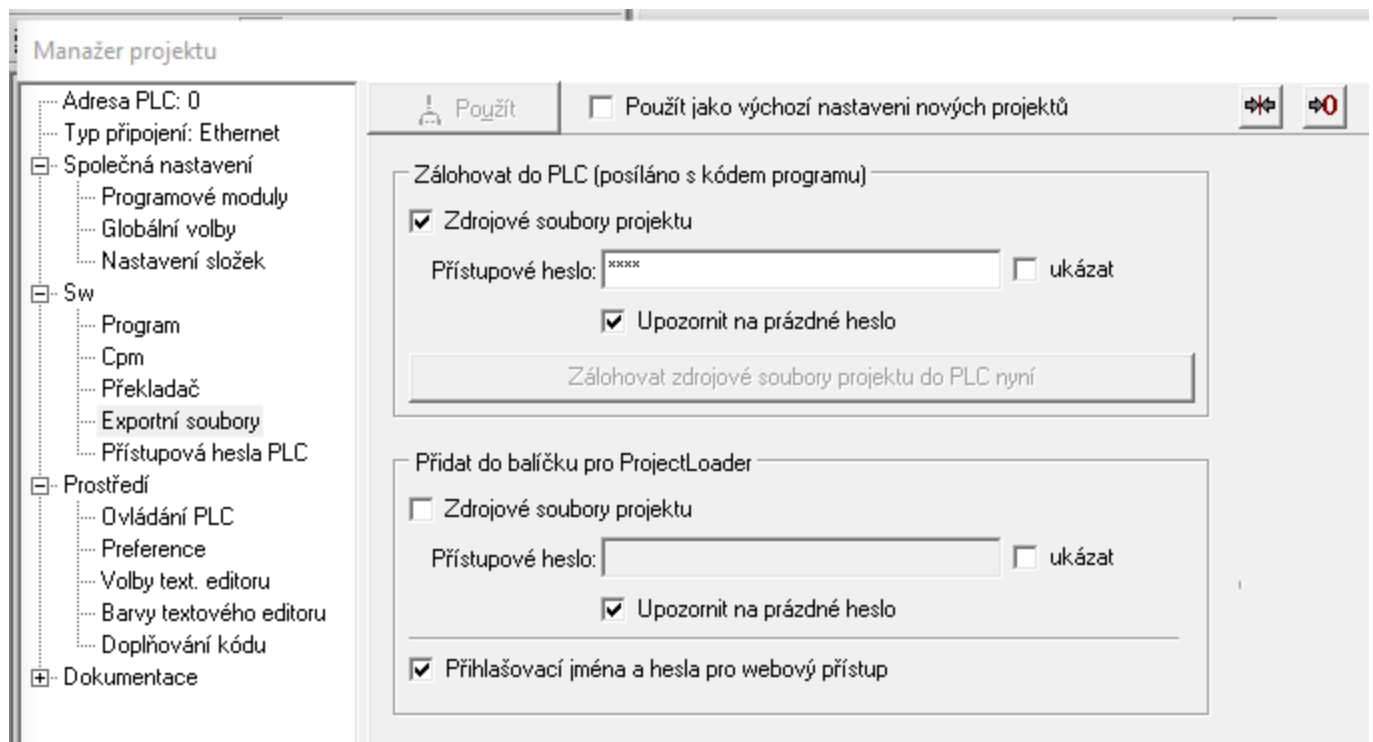 Manažer projektu
Adresa PLC: 0
Typ připojení: Ethernet
Společná nastavení
Programové moduly
Globální volby
Nastavení složek
Sw
Program
Cpm
Překladač
Exportní soubory
Přístupová hesla PLC
Prostředí
Ovládání PLC
Preference
Volby text. editoru
Barvy textového editoru
Doplňování kódu
Dokumentace
Použít
Použít jako výchozí nastaveni nových projektů
0
Zálohovat do PLC (posíláno s kódem programu)
Zdrojové soubory projektu
Přístupové heslo: **** ukázat
Upozornit na prázdné heslo
Zálohovat zdrojové soubory projektu do PLC nyní
Přidat do balíčku pro ProjectLoader
Zdrojové soubory projektu
Přístupové heslo: ukázat
Upozornit na prázdné heslo
Přihlašovací jména a hesla pro webový přístup